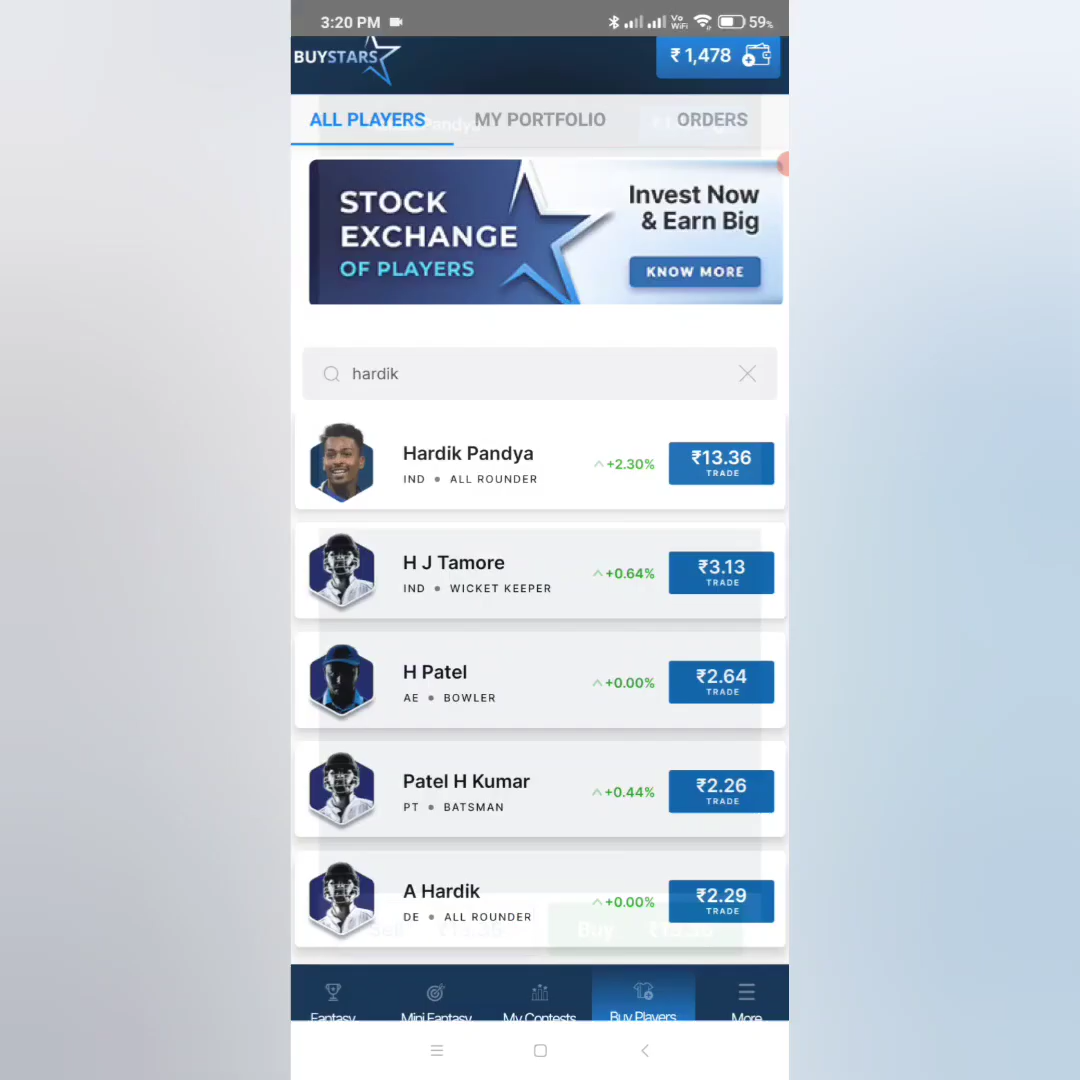 3:20 PM
Vo WiFi
59%
BUYSTARS
₹ 1,478
ALL PLAYERS MY PORTFOLIO ORDERS
STOCK
EXCHANGE
OF PLAYERS
Invest Now
& Earn Big
KNOW MORE
hardik
Hardik Pandya
IND • ALL ROUNDER
+2.30%
₹13.36
TRADE
H J Tamore
IND • WICKET KEEPER
+0.64%
₹3.13
TRADE
H Patel
AE • BOWLER
+0.00%
₹2.64
TRADE
Patel H Kumar
PT • BATSMAN
+0.44%
₹2.26
TRADE
A Hardik
DE • ALL ROUNDER
+0.00%
₹2.29
TRADE
Sell Buy
Fantasy Mini Fantasy My Contests Buy Players More